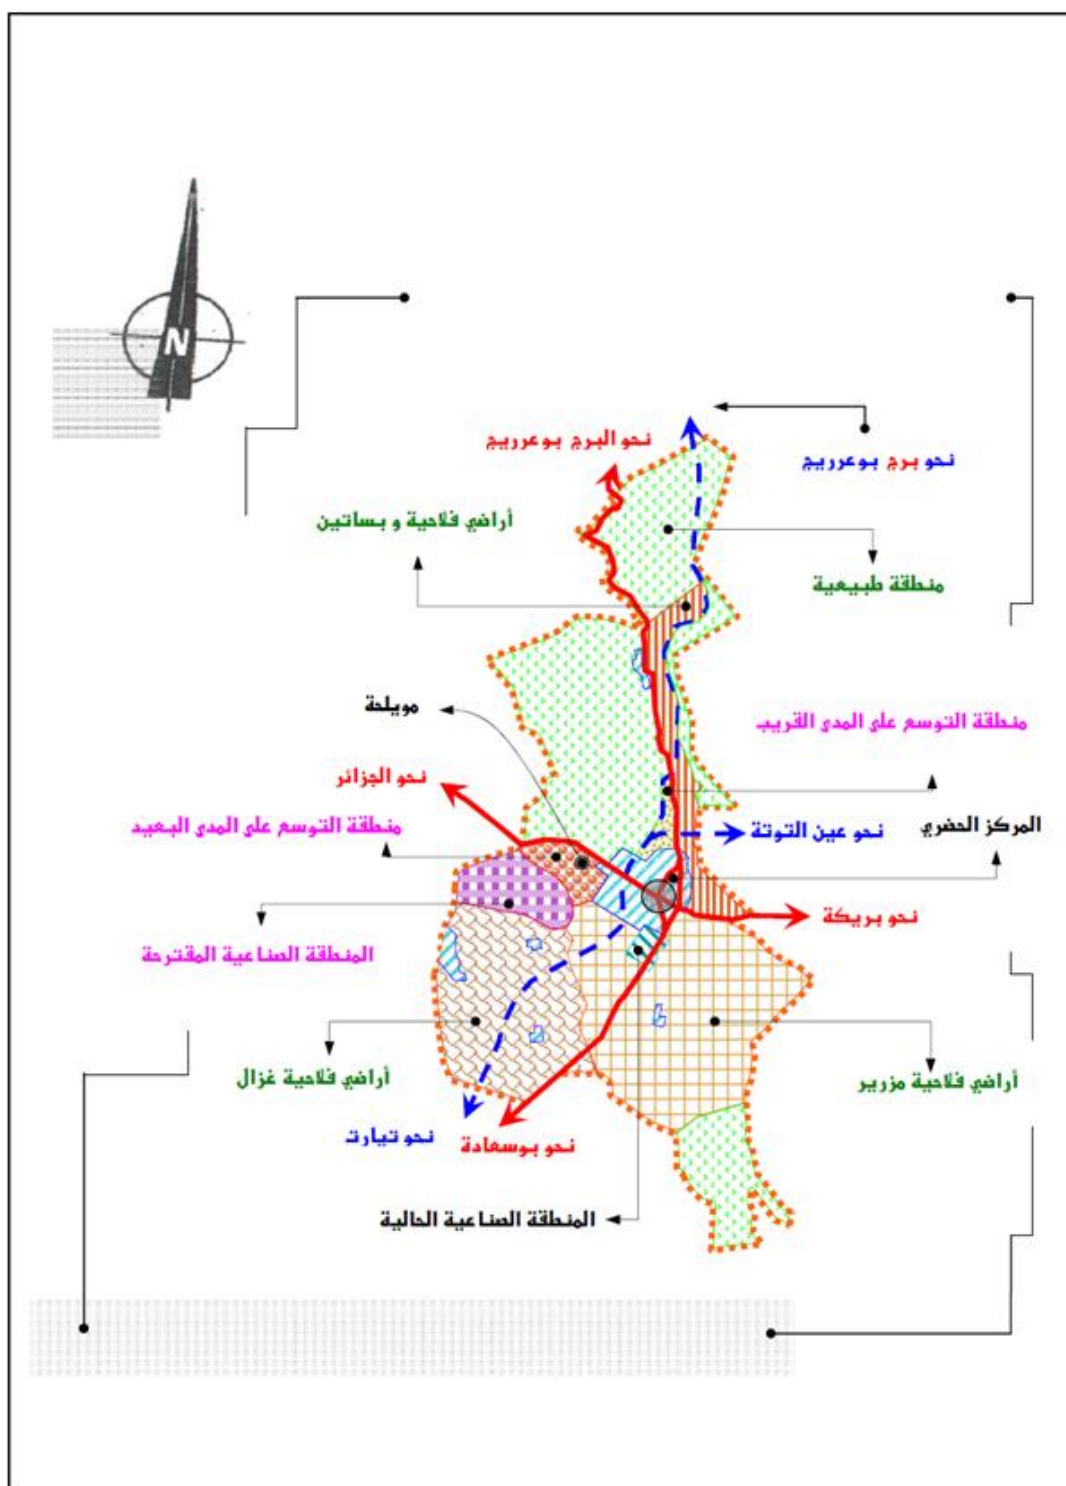 N
نحو البرج بوعرريج
نحو برج بوعرريج
أراضي فلاحية و بساتين
منطقة طبيعية
مويلحة
منطقة التوسع على المدى القريب
نحو الجزائر
منطقة التوسع على المدى البعيد
نحو عين التوتة
المركز الحضري
نحو بريكة
المنطقة الصناعية المقترحة
أراضي فلاحية غزال
أراضي فلاحية مزرير
نحو تيارت
نحو بوسعادة
المنطقة الصناعية الحالية